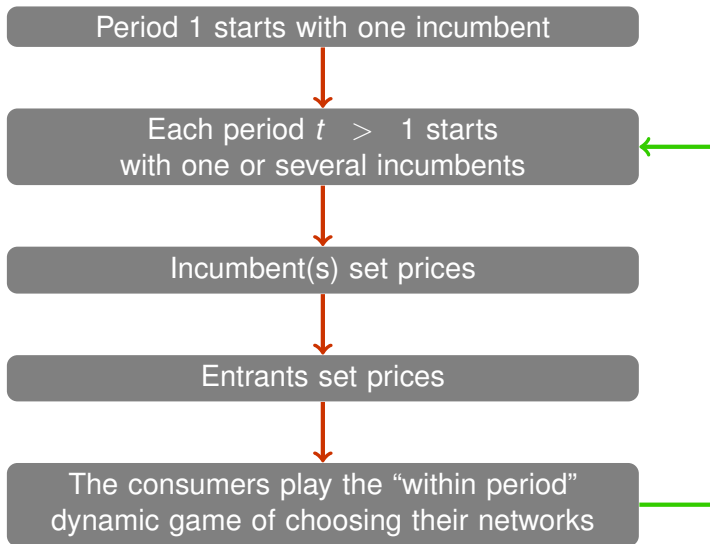 Period 1 starts with one incumbent
Each period t > 1 starts
with one or several incumbents
Incumbent(s) set prices
Entrants set prices
The consumers play the “within period”
dynamic game of choosing their networks